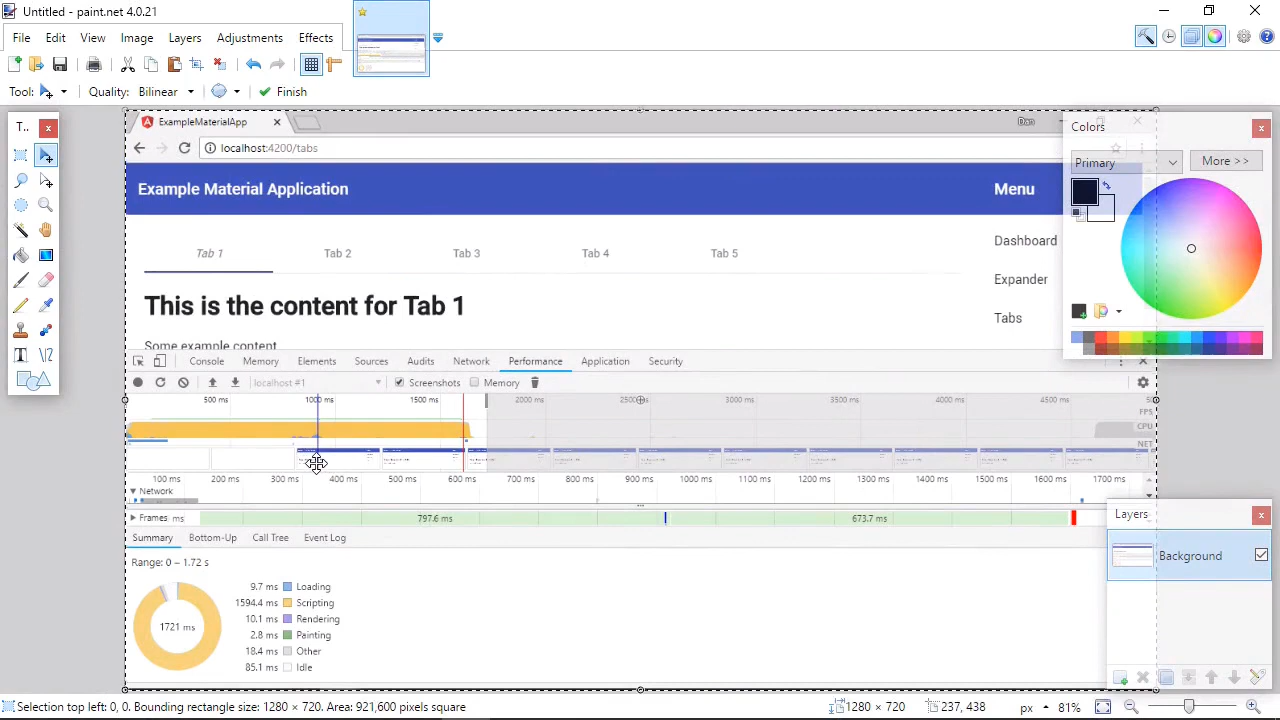 Untitled - paint.net 4.0.21
File Edit View Image Layers Adjustments Effects
Tool: Quality: Bilinear Finish
T..
ExampleMaterialApp
Dan
localhost:4200/tabs
Example Material Application
Menu
Tab 1 Tab 2 Tab 3 Tab 4 Tab 5
Dashboard
Expander
Tabs
This is the content for Tab 1
Some example content
Colors
Primary More >>
Console Memory Elements Sources Audits Network Performance Application Security
localhost #1 Screenshots Memory
500 ms 1000 ms 1500 ms 2000 ms 2500 ms 3000 ms 3500 ms 4000 ms 4500 ms
FPS
CPU
NET
100 ms 200 ms 300 ms 400 ms 500 ms 600 ms 700 ms 800 ms 900 ms 1000 ms 1100 ms 1200 ms 1300 ms 1400 ms 1500 ms 1600 ms 1700 ms
Network
Frames ms 797.6 ms 673.7 ms
Summary Bottom-Up Call Tree Event Log
Range: 0 – 1.72 s
1721 ms
9.7 ms Loading
1594.4 ms Scripting
10.1 ms Rendering
2.8 ms Painting
18.4 ms Other
85.1 ms Idle
Layers
Background
Selection top left: 0, 0. Bounding rectangle size: 1280 × 720. Area: 921,600 pixels square
1280 × 720 237, 438 px 81%